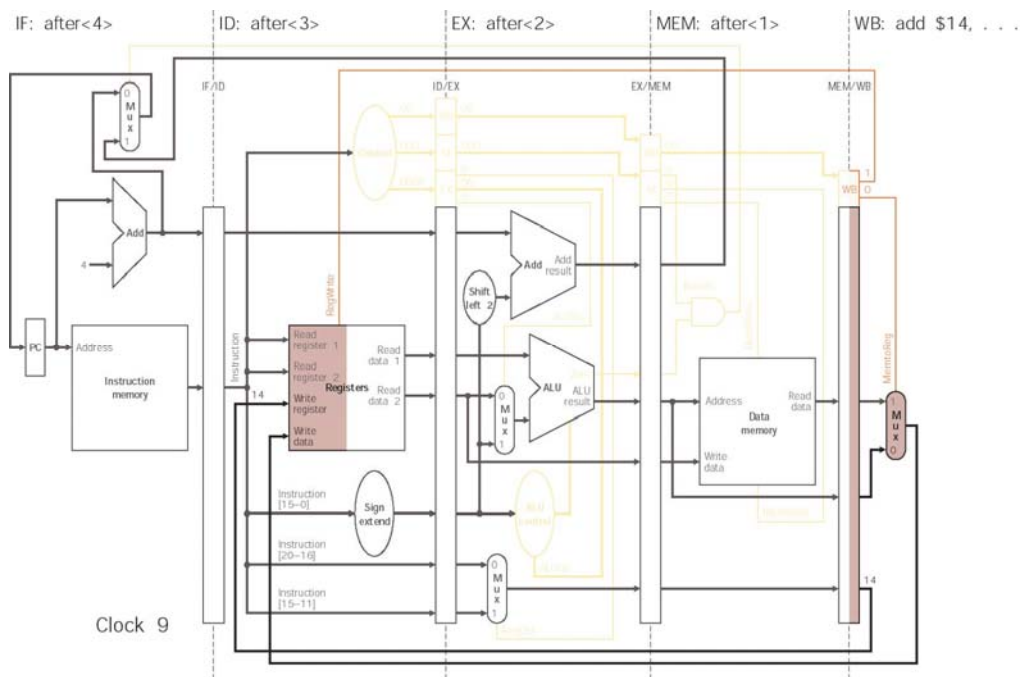 IF: after<4>
ID: after<3>
EX: after<2>
MEM: after<1>
WB: add $14, . . .
IF/ID
ID/EX
EX/MEM
MEM/WB
0
M
u
x
1
Add
4
PC
Address
Instruction
memory
Instruction
RegWrite
Read
register 1
Read
register 2
Registers
Write
register
Write
data
Read
data 1
Read
data 2
14
Instruction
[15–0]
Sign
extend
Instruction
[20–16]
Instruction
[15–11]
Shift
left 2
Add
Add
result
0
M
u
x
1
ALU
ALU
result
0
M
u
x
1
Address
Read
data
Data
memory
Write
data
WB
1
0
MemtoReg
1
M
u
x
0
14
Clock 9